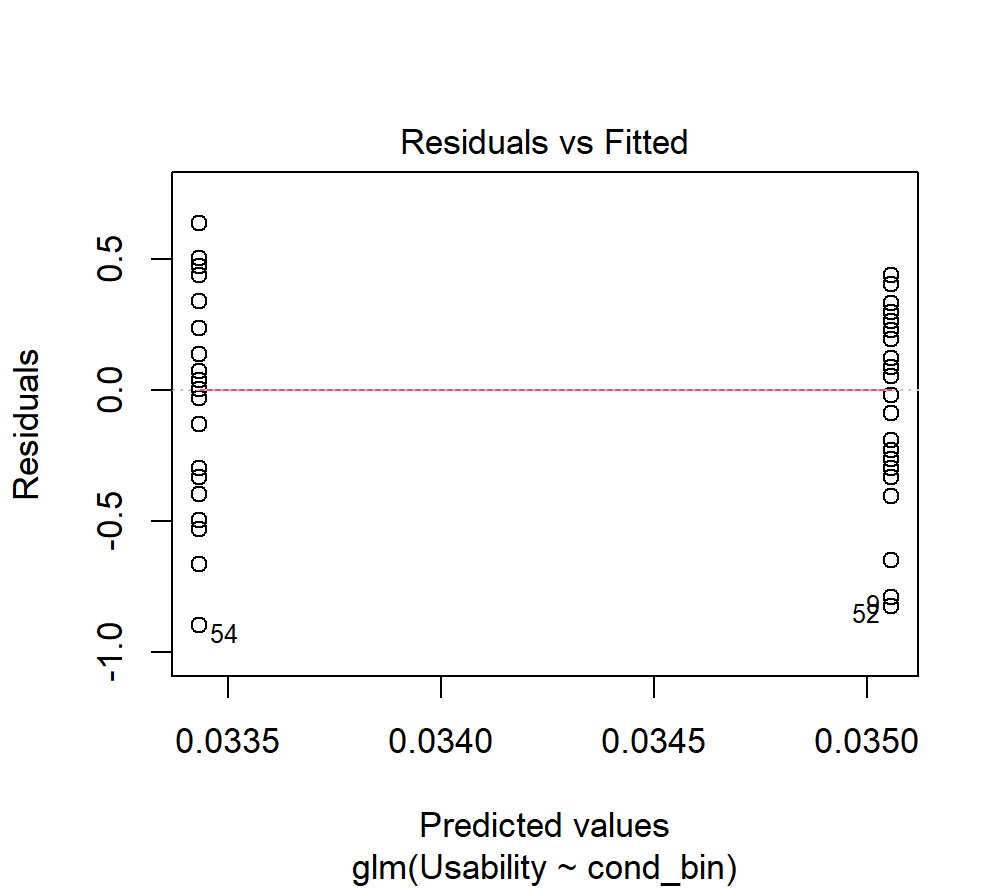 Residuals vs Fitted
Residuals
0.5
0.0
-0.5
-1.0
54
9
52
0.0335 0.0340 0.0345 0.0350
Predicted values
glm(Usability ~ cond_bin)